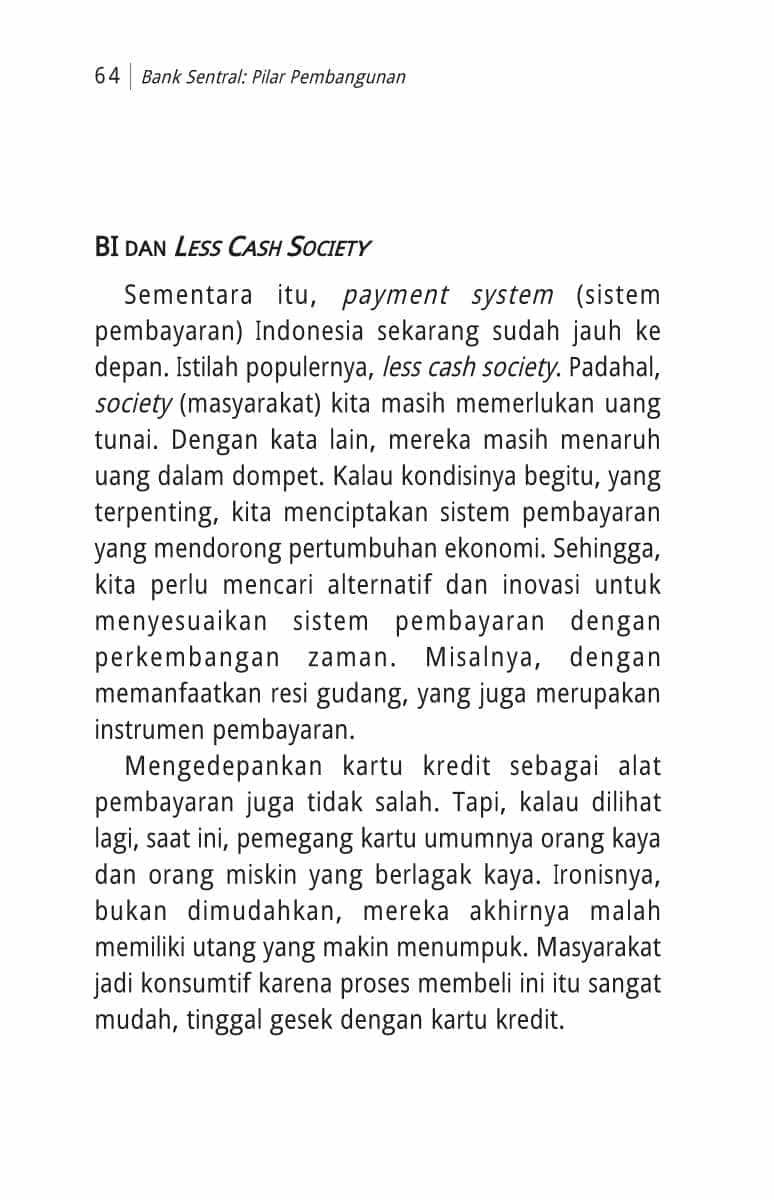 64 | Bank Sentral: Pilar Pembangunan
BI DAN LESS CASH SOCIETY
Sementara itu, payment system (sistem
pembayaran) Indonesia sekarang sudah jauh ke
depan. Istilah populernya, less cash society. Padahal,
society (masyarakat) kita masih memerlukan uang
tunai. Dengan kata lain, mereka masih menaruh
uang dalam dompet. Kalau kondisinya begitu, yang
terpenting, kita menciptakan sistem pembayaran
yang mendorong pertumbuhan ekonomi. Sehingga,
kita perlu mencari alternatif dan inovasi untuk
menyesuaikan sistem pembayaran dengan
perkembangan zaman. Misalnya, dengan
memanfaatkan resi gudang, yang juga merupakan
instrumen pembayaran.
Mengedepankan kartu kredit sebagai alat
pembayaran juga tidak salah. Tapi, kalau dilihat
lagi, saat ini, pemegang kartu umumnya orang kaya
dan orang miskin yang berlagak kaya. Ironisnya,
bukan dimudahkan, mereka akhirnya malah
memiliki utang yang makin menumpuk. Masyarakat
jadi konsumtif karena proses membeli ini itu sangat
mudah, tinggal gesek dengan kartu kredit.